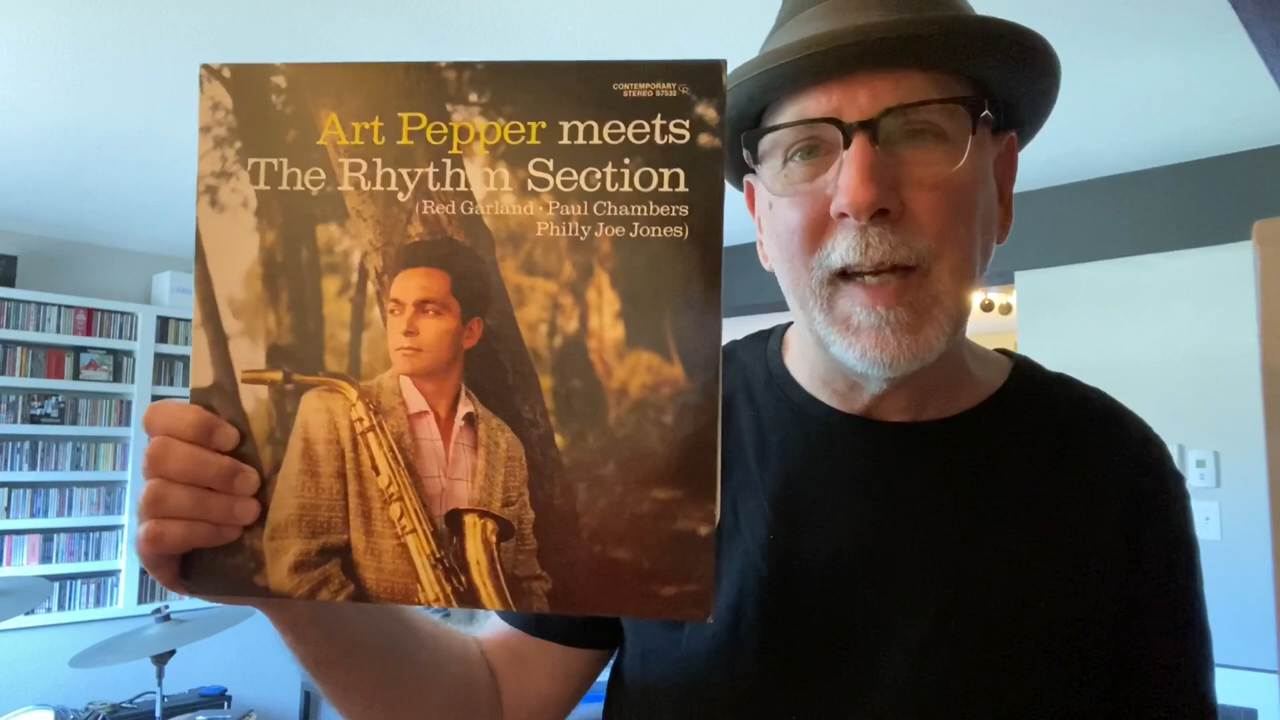 CONTEMPORARY
STEREO S7532
Art Pepper meets
The Rhythm Section
(Red Garland · Paul Chambers
Philly Joe Jones)